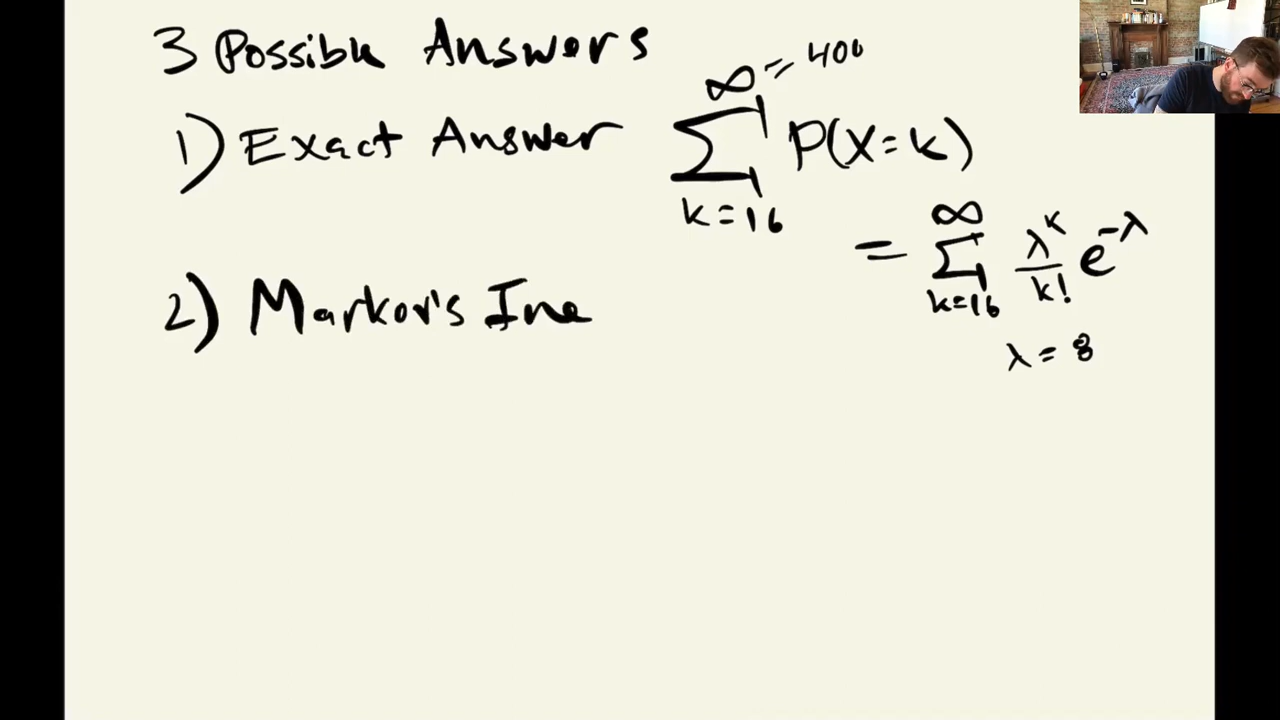 3 Possible Answers
1) Exact Answer ∑_{k=16}^{∞ = 400} P(X=k)
= ∑_{k=16}^{∞} λ^k/k! e^{-λ}
2) Markov's Ine
λ = 8